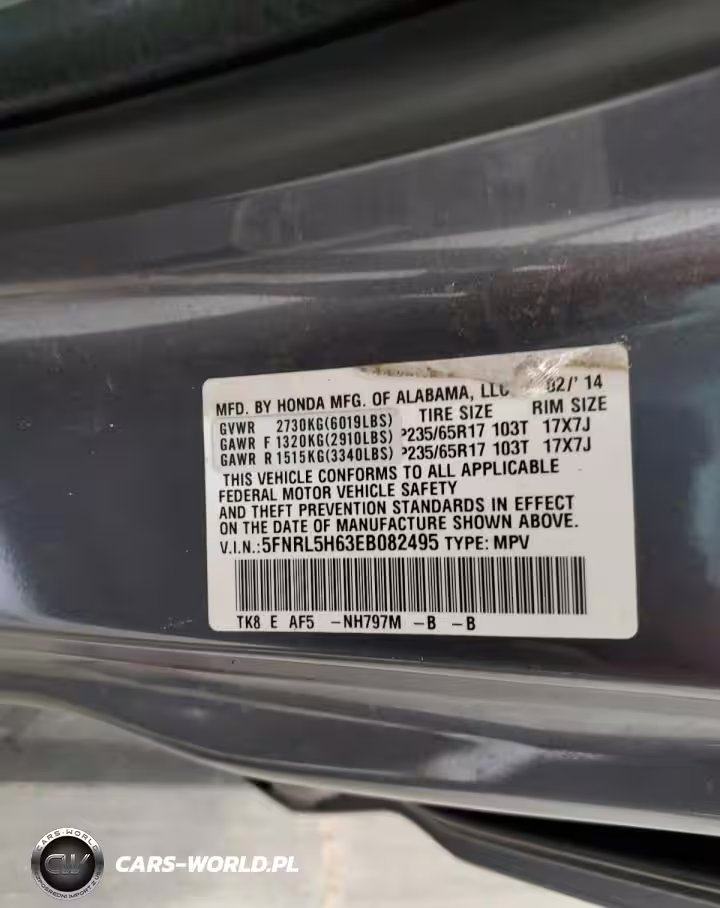 MFD. BY HONDA MFG. OF ALABAMA, LLC 02/' 14
GVWR 2730KG(6019LBS) TIRE SIZE RIM SIZE
GAWR F 1320KG(2910LBS) P235/65R17 103T 17X7J
GAWR R 1515KG(3340LBS) P235/65R17 103T 17X7J
THIS VEHICLE CONFORMS TO ALL APPLICABLE
FEDERAL MOTOR VEHICLE SAFETY
AND THEFT PREVENTION STANDARDS IN EFFECT
ON THE DATE OF MANUFACTURE SHOWN ABOVE.
V.I.N.:5FNRL5H63EB082495 TYPE: MPV
TK8 E AF5 -NH797M -B -B
CARS-WORLD
CW
CARS-WORLD.PL